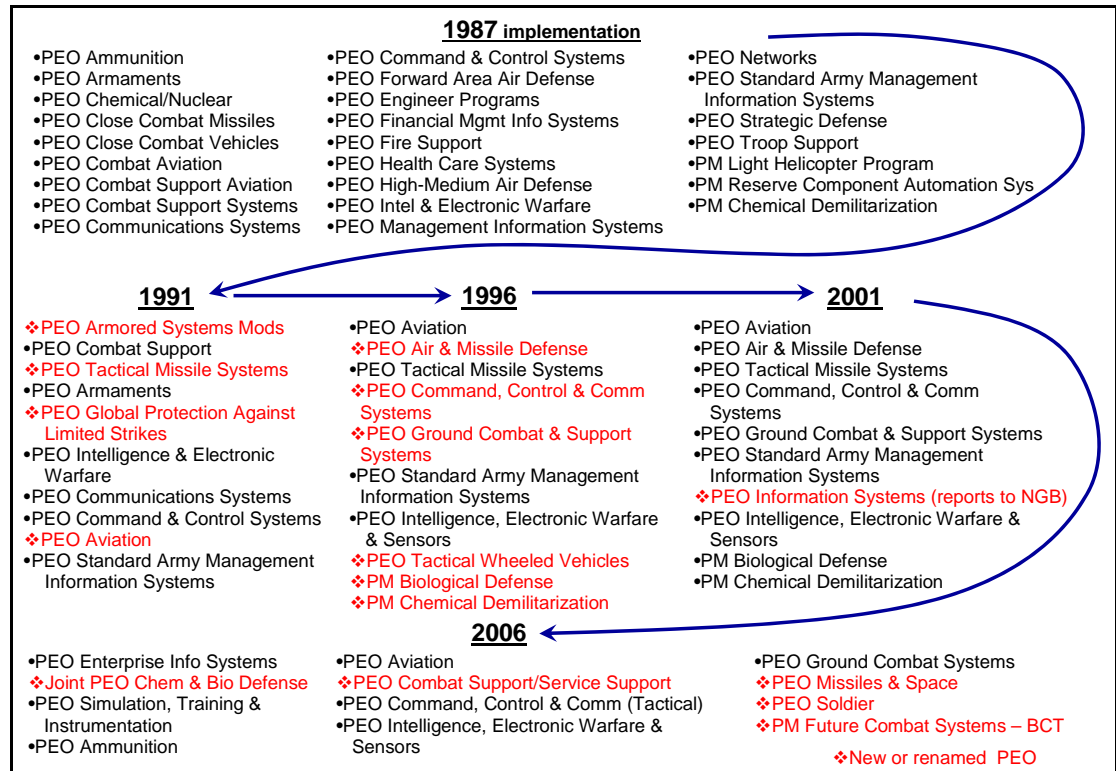 1987 implementation
•PEO Ammunition
•PEO Armaments
•PEO Chemical/Nuclear
•PEO Close Combat Missiles
•PEO Close Combat Vehicles
•PEO Combat Aviation
•PEO Combat Support Aviation
•PEO Combat Support Systems
•PEO Communications Systems
•PEO Command & Control Systems
•PEO Forward Area Air Defense
•PEO Engineer Programs
•PEO Financial Mgmt Info Systems
•PEO Fire Support
•PEO Health Care Systems
•PEO High-Medium Air Defense
•PEO Intel & Electronic Warfare
•PEO Management Information Systems
•PEO Networks
•PEO Standard Army Management
Information Systems
•PEO Strategic Defense
•PEO Troop Support
•PM Light Helicopter Program
•PM Reserve Component Automation Sys
•PM Chemical Demilitarization
1991
❖PEO Armored Systems Mods
•PEO Combat Support
❖PEO Tactical Missile Systems
•PEO Armaments
❖PEO Global Protection Against
Limited Strikes
•PEO Intelligence & Electronic
Warfare
•PEO Communications Systems
•PEO Command & Control Systems
❖PEO Aviation
•PEO Standard Army Management
Information Systems
1996
•PEO Aviation
❖PEO Air & Missile Defense
•PEO Tactical Missile Systems
❖PEO Command, Control & Comm
Systems
❖PEO Ground Combat & Support
Systems
•PEO Standard Army Management
Information Systems
•PEO Intelligence, Electronic Warfare
& Sensors
❖PEO Tactical Wheeled Vehicles
❖PM Biological Defense
❖PM Chemical Demilitarization
2001
•PEO Aviation
•PEO Air & Missile Defense
•PEO Tactical Missile Systems
•PEO Command, Control & Comm
Systems
•PEO Ground Combat & Support Systems
•PEO Standard Army Management
Information Systems
❖PEO Information Systems (reports to NGB)
•PEO Intelligence, Electronic Warfare &
Sensors
•PM Biological Defense
•PM Chemical Demilitarization
2006
•PEO Enterprise Info Systems
❖Joint PEO Chem & Bio Defense
•PEO Simulation, Training &
Instrumentation
•PEO Ammunition
•PEO Aviation
❖PEO Combat Support/Service Support
•PEO Command, Control & Comm (Tactical)
•PEO Intelligence, Electronic Warfare &
Sensors
•PEO Ground Combat Systems
❖PEO Missiles & Space
❖PEO Soldier
❖PM Future Combat Systems – BCT
❖New or renamed PEO